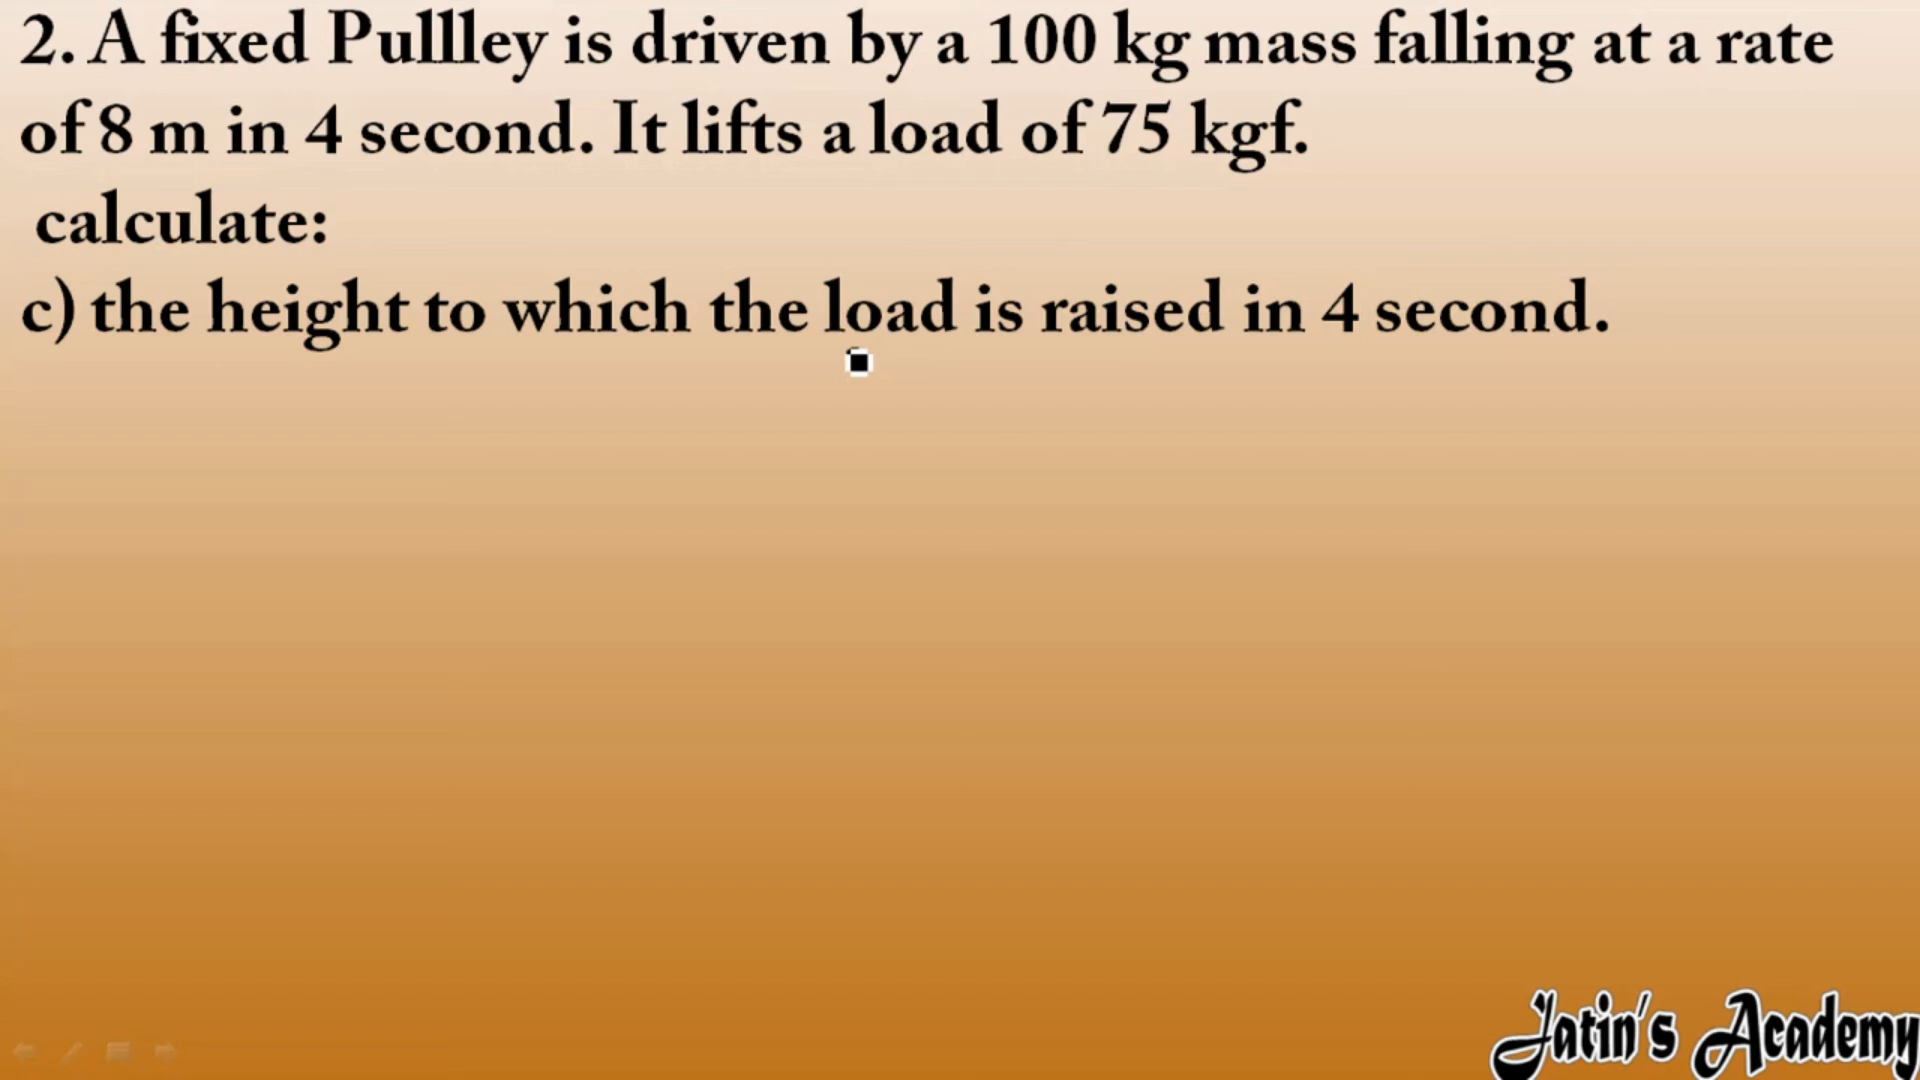 2. A fixed Pullley is driven by a 100 kg mass falling at a rate
of 8 m in 4 second. It lifts a load of 75 kgf.
calculate:
c) the height to which the load is raised in 4 second.
Jatin's Academy